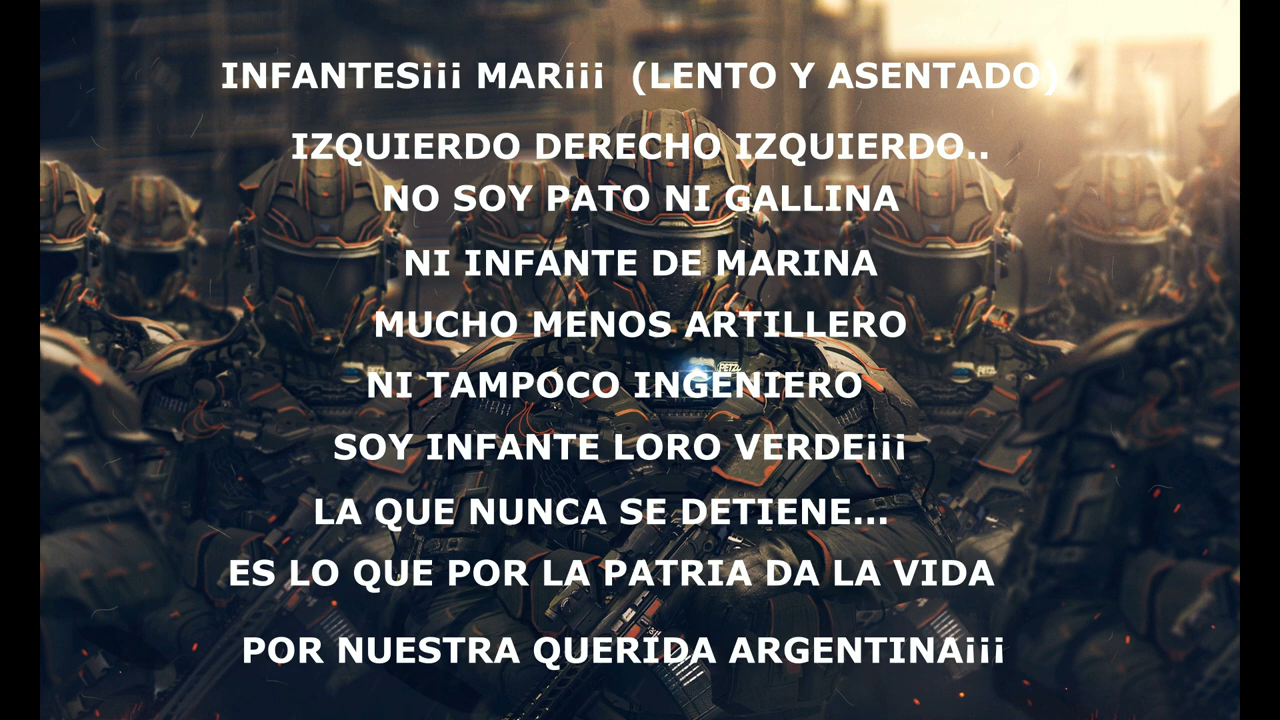 INFANTES¡¡¡ MAR¡¡¡ (LENTO Y ASENTADO)
IZQUIERDO DERECHO IZQUIERDO..
NO SOY PATO NI GALLINA
NI INFANTE DE MARINA
MUCHO MENOS ARTILLERO
PETZL
NI TAMPOCO INGENIERO
SOY INFANTE LORO VERDE¡¡¡
LA QUE NUNCA SE DETIENE...
ES LO QUE POR LA PATRIA DA LA VIDA
POR NUESTRA QUERIDA ARGENTINA¡¡¡